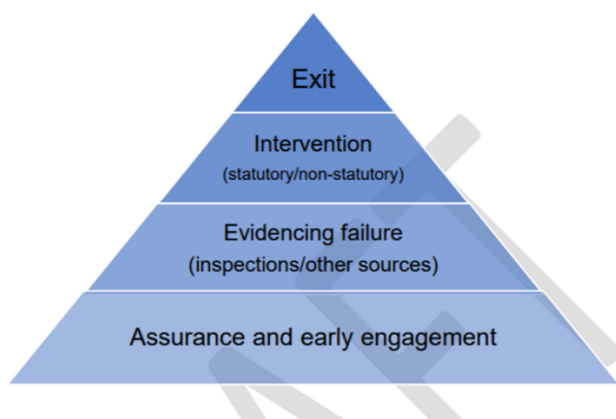 Exit
Intervention
(statutory/non-statutory)
Evidencing failure
(inspections/other sources)
Assurance and early engagement